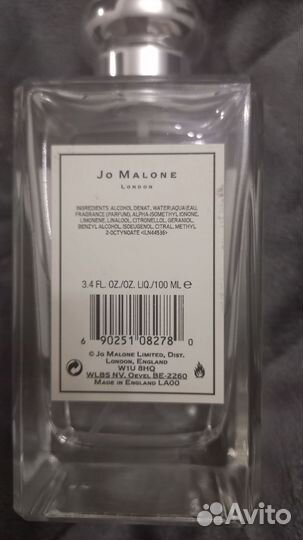 Jo Malone
London
INGREDIENTS: ALCOHOL DENAT., WATER\AQUA\EAU,
FRAGRANCE (PARFUM), ALPHA-ISOMETHYL IONONE,
LIMONENE, LINALOOL, CITRONELLOL, GERANIOL,
BENZYL ALCOHOL, ISOEUGENOL, CITRAL, METHYL
2-OCTYNOATE <ILN44536>
3.4 FL. OZ./OZ. LIQ./100 ML e
6 90251 08278 0
© Jo Malone Limited, Dist.
London, England
W1U 8HQ
WLBS NV. Oevel BE-2260
Made in England LA00
Avito